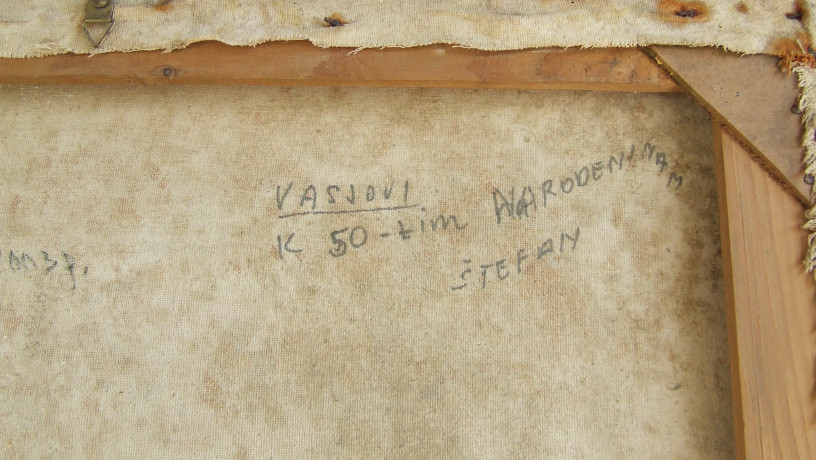 VASJOVI
K 50-tim NARODENINAM
ŠTEFAN